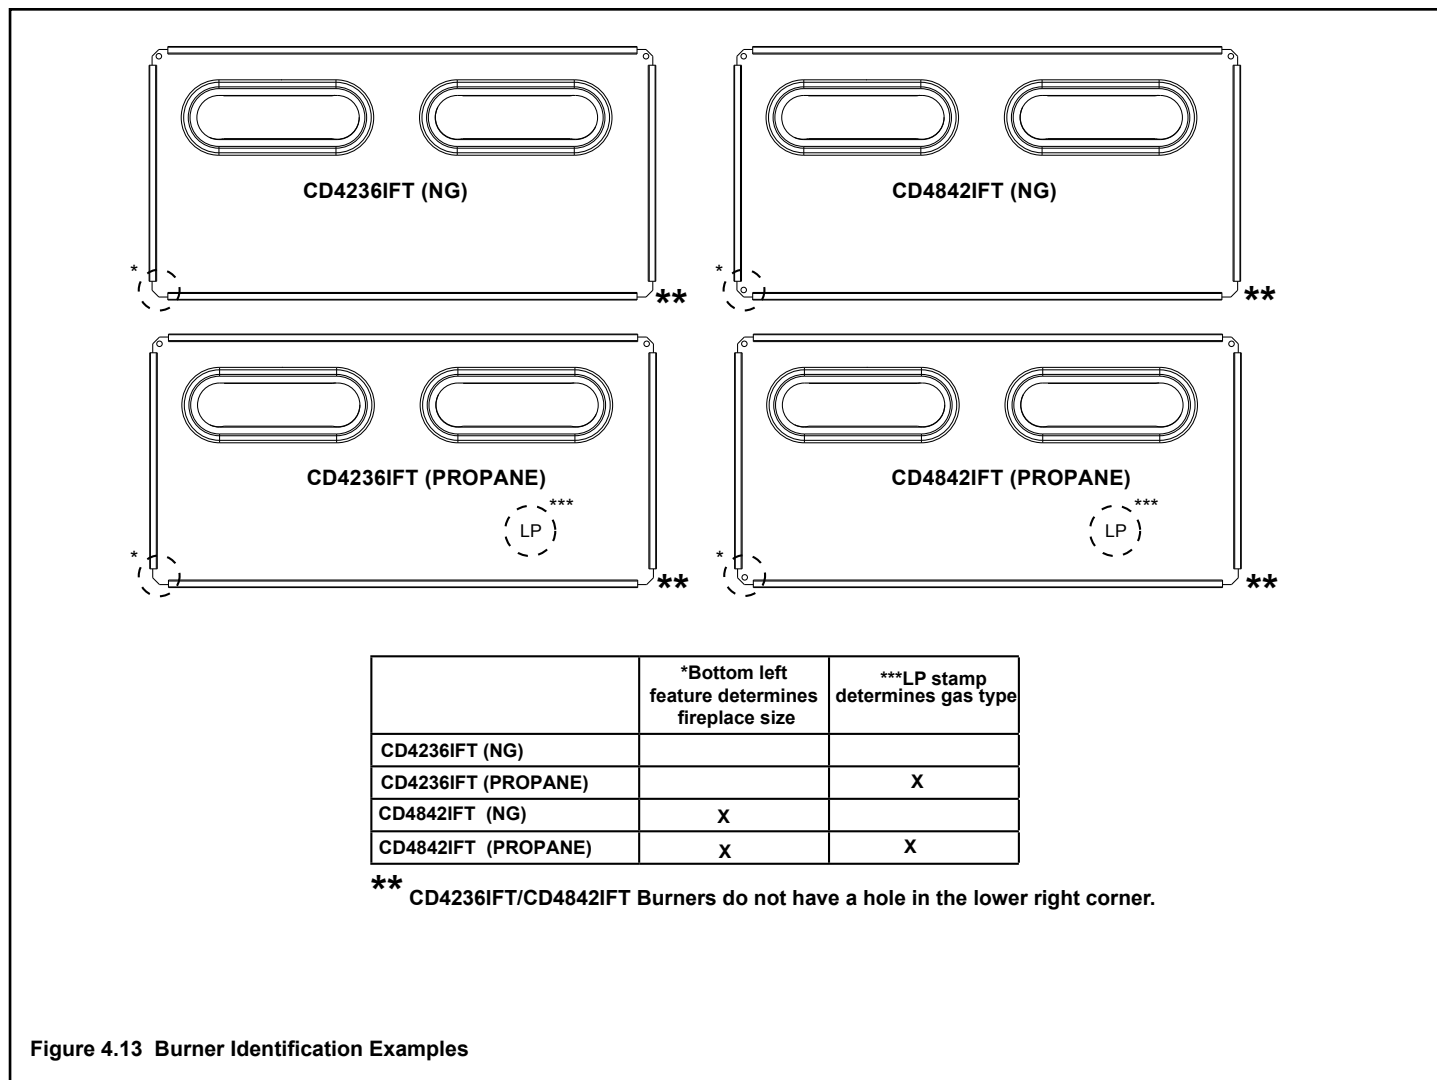 CD4236IFT (NG)
*
**
CD4842IFT (NG)
*
**
CD4236IFT (PROPANE)
***
LP
*
**
CD4842IFT (PROPANE)
***
LP
*
**
*Bottom left
feature determines
fireplace size
***LP stamp
determines gas type
CD4236IFT (NG)
CD4236IFT (PROPANE) X
CD4842IFT (NG) X
CD4842IFT (PROPANE) X X
** CD4236IFT/CD4842IFT Burners do not have a hole in the lower right corner.
Figure 4.13 Burner Identification Examples